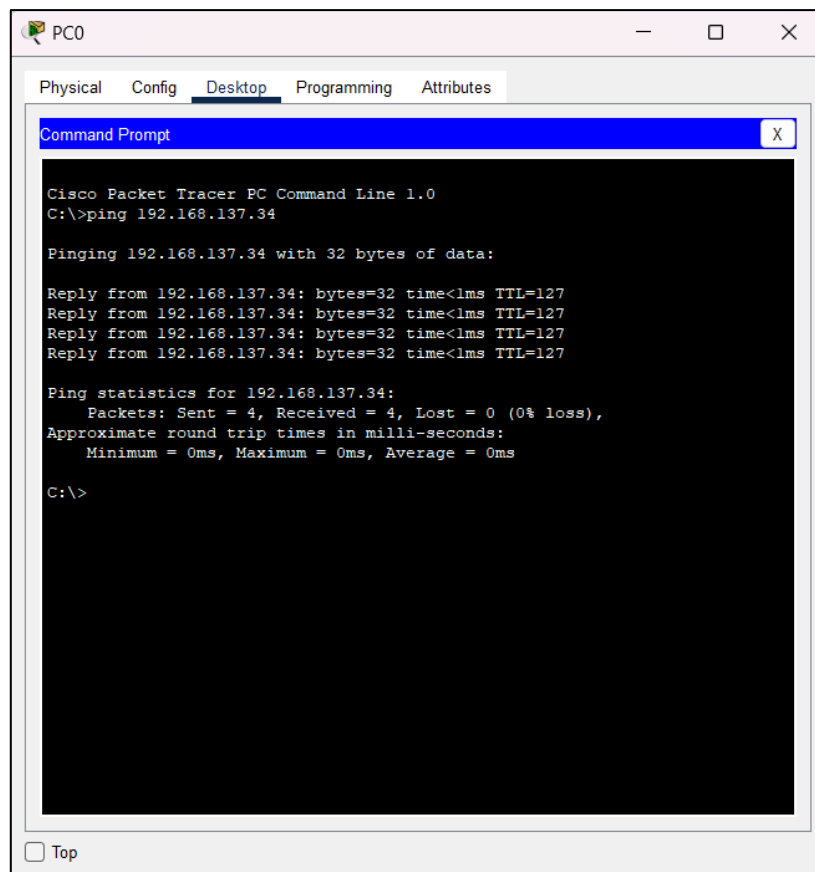 PC0
Physical Config Desktop Programming Attributes
Command Prompt X
Cisco Packet Tracer PC Command Line 1.0
C:\>ping 192.168.137.34
Pinging 192.168.137.34 with 32 bytes of data:
Reply from 192.168.137.34: bytes=32 time<1ms TTL=127
Reply from 192.168.137.34: bytes=32 time<1ms TTL=127
Reply from 192.168.137.34: bytes=32 time<1ms TTL=127
Reply from 192.168.137.34: bytes=32 time<1ms TTL=127
Ping statistics for 192.168.137.34:
Packets: Sent = 4, Received = 4, Lost = 0 (0% loss),
Approximate round trip times in milli-seconds:
Minimum = 0ms, Maximum = 0ms, Average = 0ms
C:\>
Top